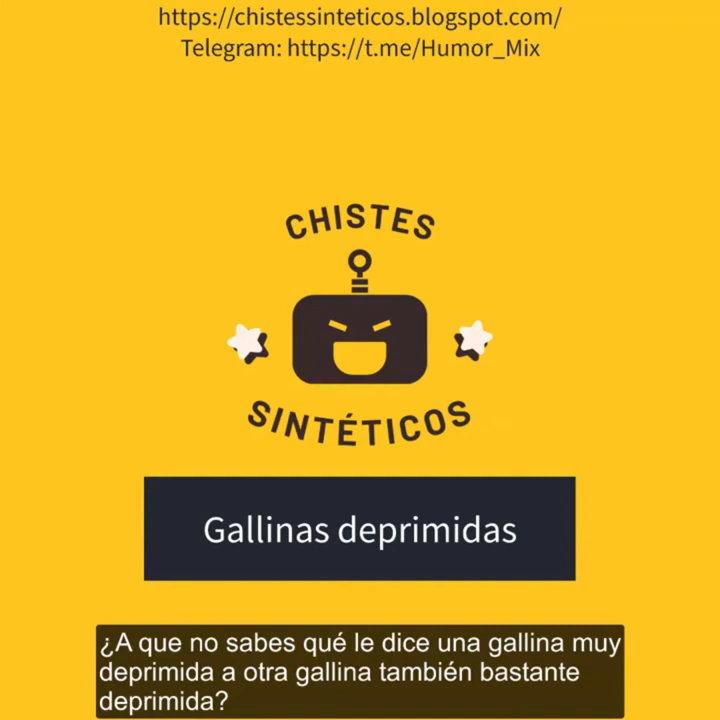 https://chistessinteticos.blogspot.com/
Telegram: https://t.me/Humor_Mix
CHISTES
SINTÉTICOS
Gallinas deprimidas
¿A que no sabes qué le dice una gallina muy
deprimida a otra gallina también bastante
deprimida?